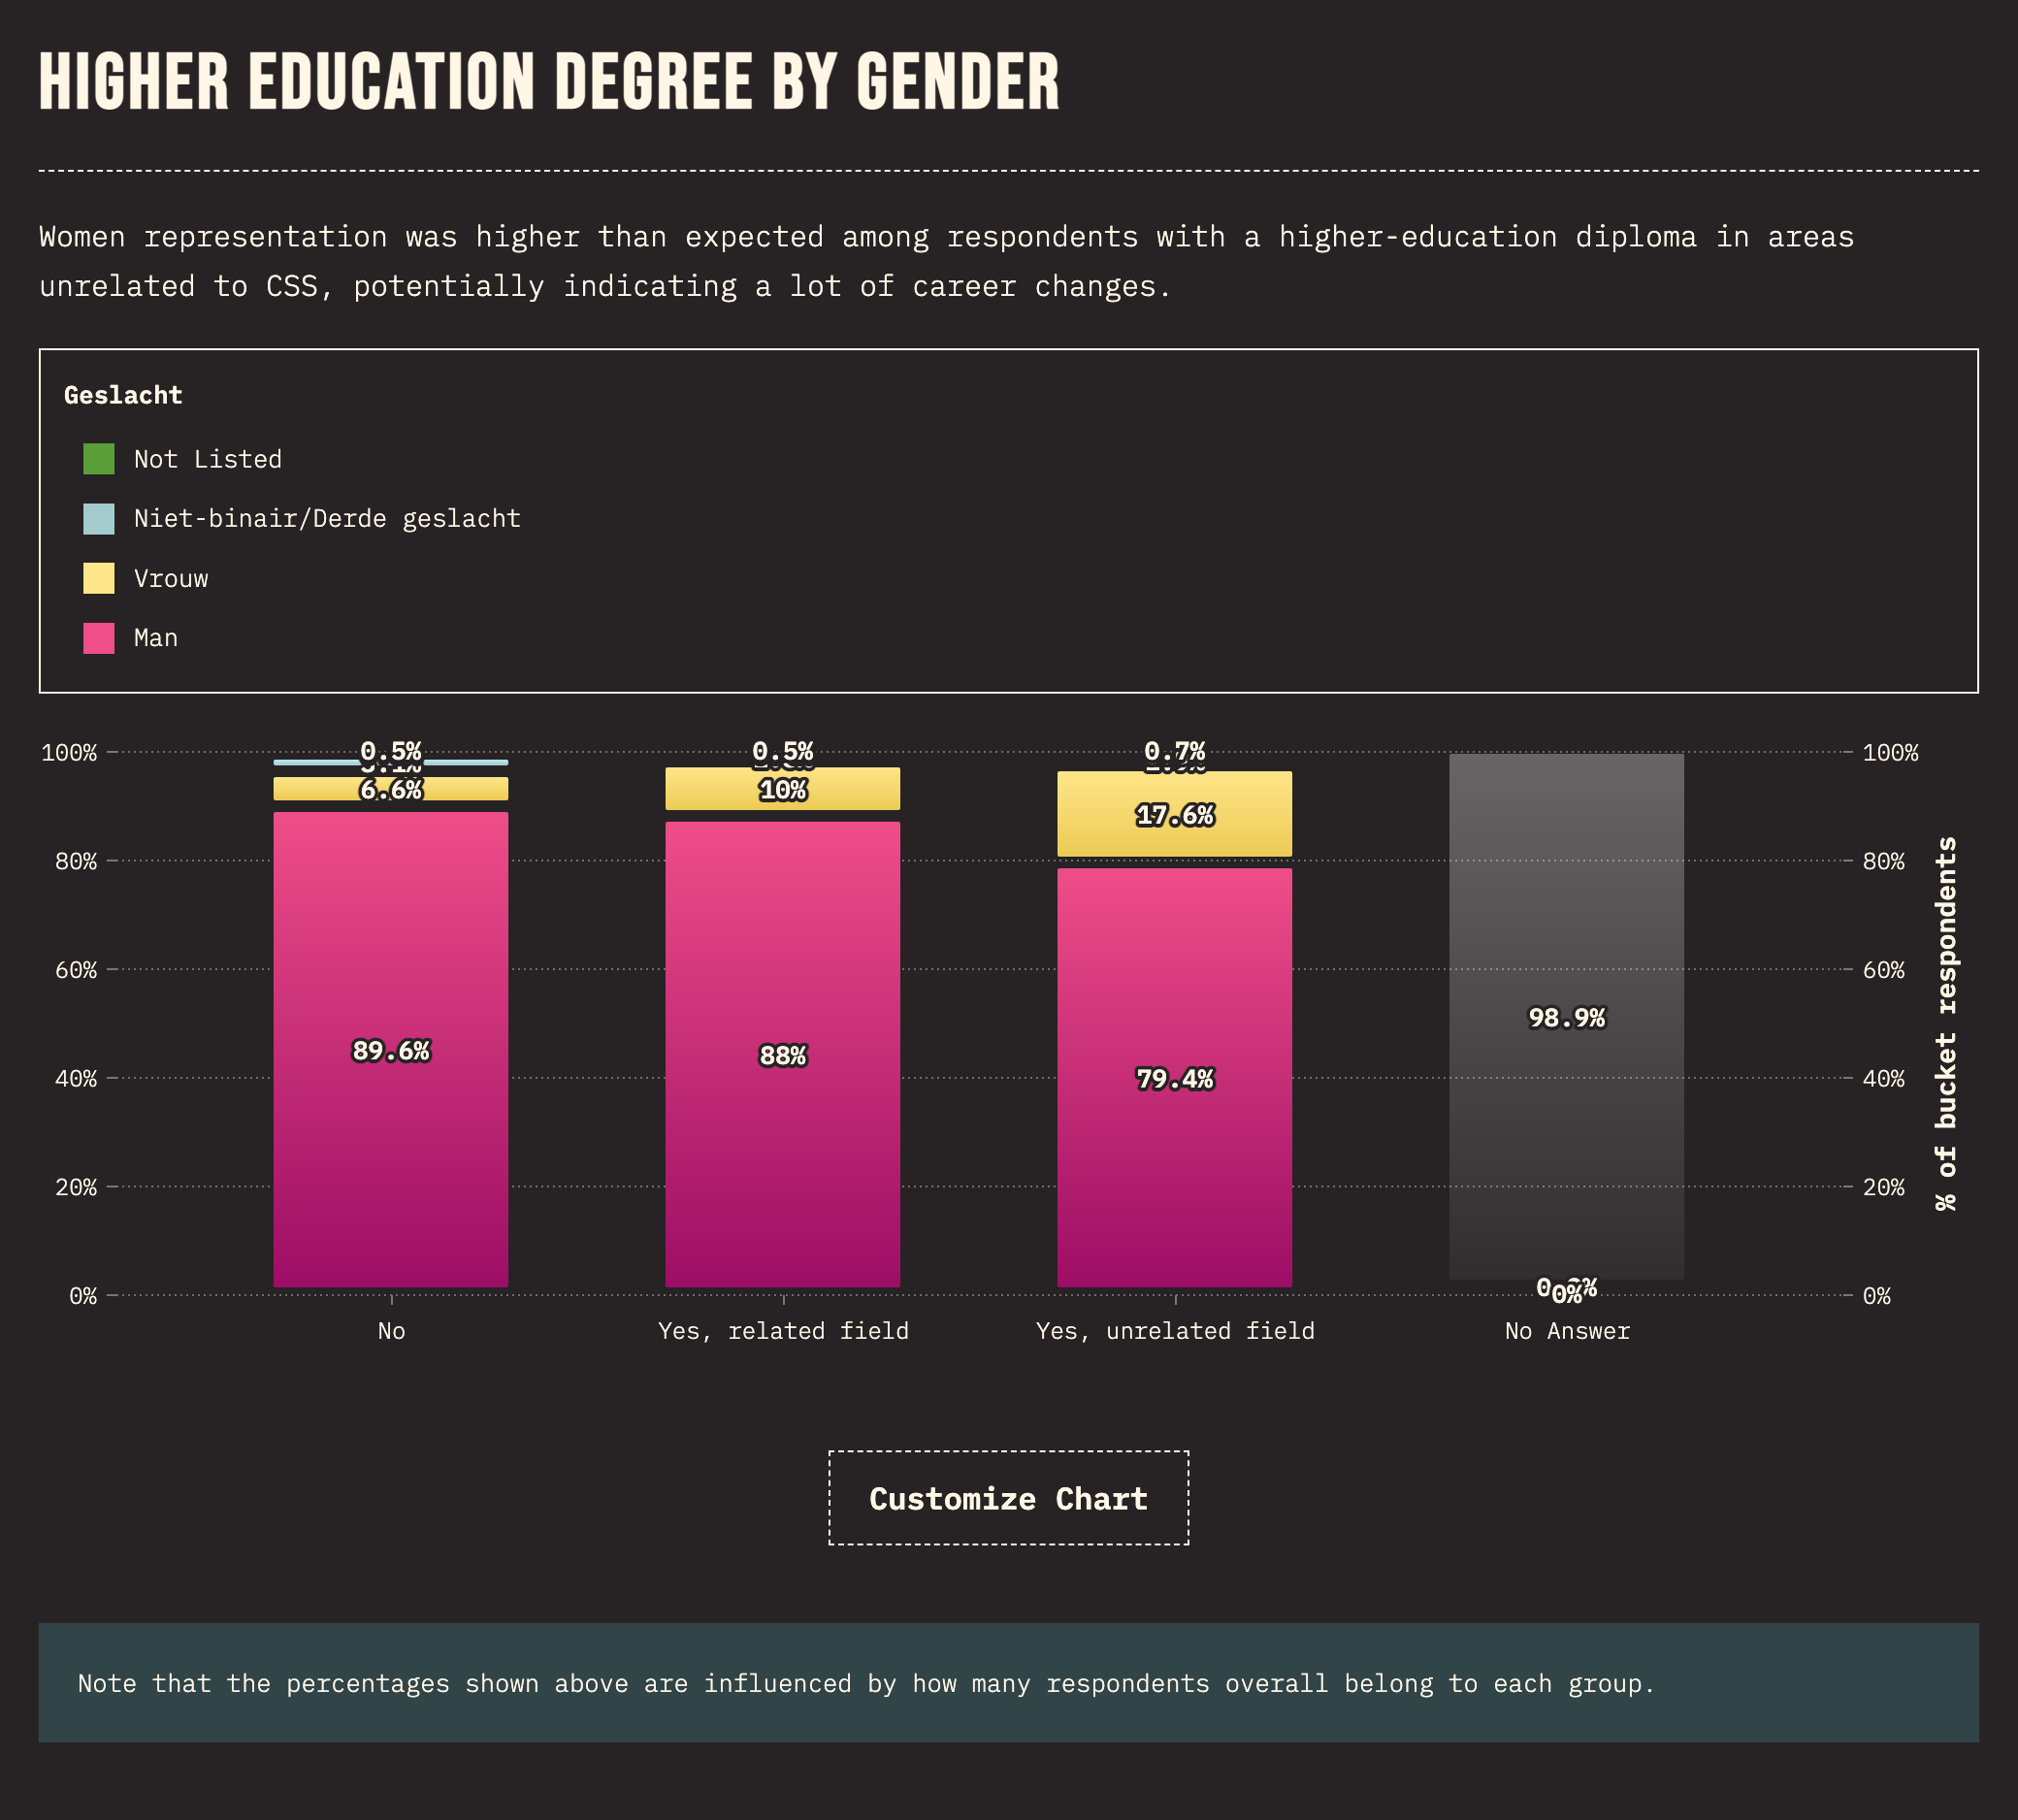 HIGHER EDUCATION DEGREE BY GENDER
Women representation was higher than expected among respondents with a higher-education diploma in areas
unrelated to CSS, potentially indicating a lot of career changes.
Geslacht
Not Listed
Niet-binair/Derde geslacht
Vrouw
Man
100% 0.5% 0.5% 0.7% 100%
6.6% 10% 17.6%
80% 80%
60% 60%
89.6% 88% 79.4% 98.9%
40% 40%
20% 20%
0% 0% 0%
% of bucket respondents
No Yes, related field Yes, unrelated field No Answer
Customize Chart
Note that the percentages shown above are influenced by how many respondents overall belong to each group.